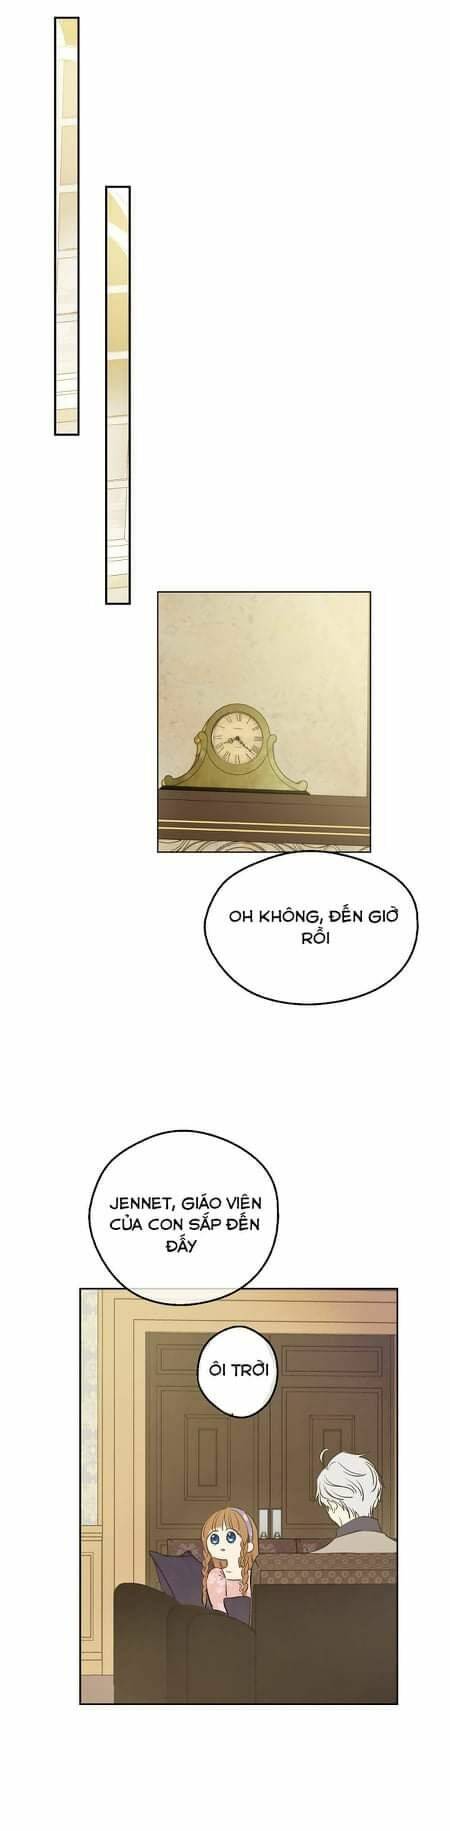 OH KHÔNG, ĐẾN GIỜ
RỒI
JENNET, GIÁO VIÊN
CỦA CON SẮP ĐẾN
ĐẤY
ÔI TRỜI